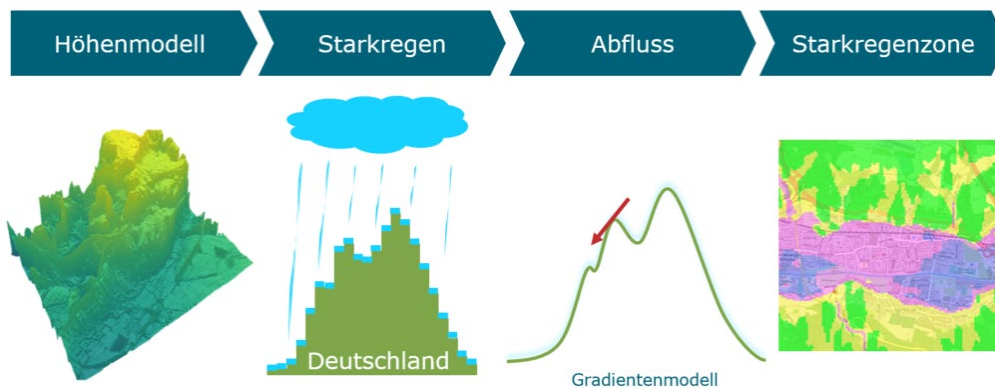 Höhenmodell
Starkregen
Abfluss
Starkregenzone
Deutschland
Gradientenmodell